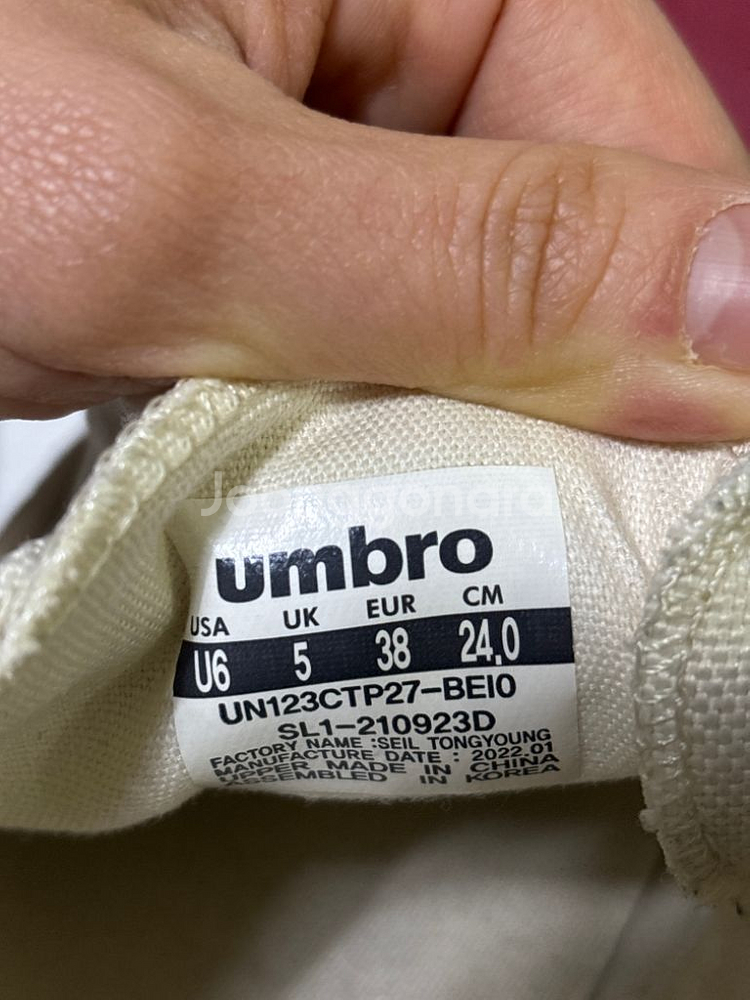 Joongagongra
umbro
USA UK EUR CM
U6 5 38 24.0
UN123CTP27-BEI0
SL1-210923D
FACTORY NAME :SEIL TONGYOUNG
MANUFACTURE DATE : 2022.01
UPPER MADE IN CHINA
ASSEMBLED IN KOREA